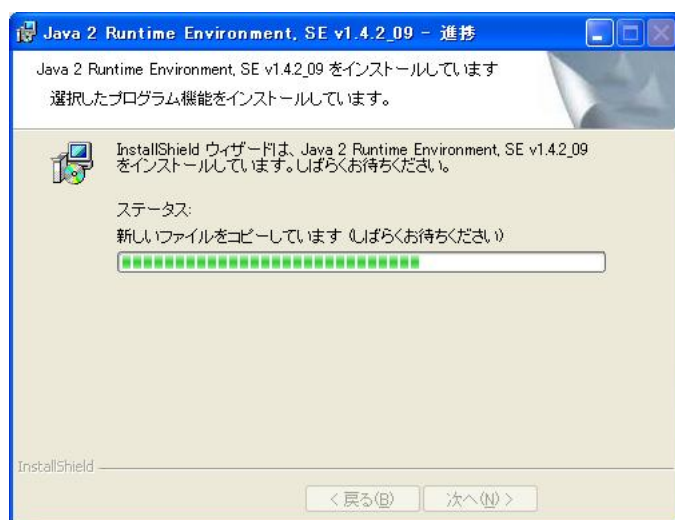 Java 2 Runtime Environment, SE v1.4.2_09 - 進捗
Java 2 Runtime Environment, SE v1.4.2_09 をインストールしています
選択したプログラム機能をインストールしています。
InstallShield ウィザードは、Java 2 Runtime Environment, SE v1.4.2_09
をインストールしています。しばらくお待ちください。
ステータス:
新しいファイルをコピーしています (しばらくお待ちください)
InstallShield
< 戻る(B) 次へ(N) >